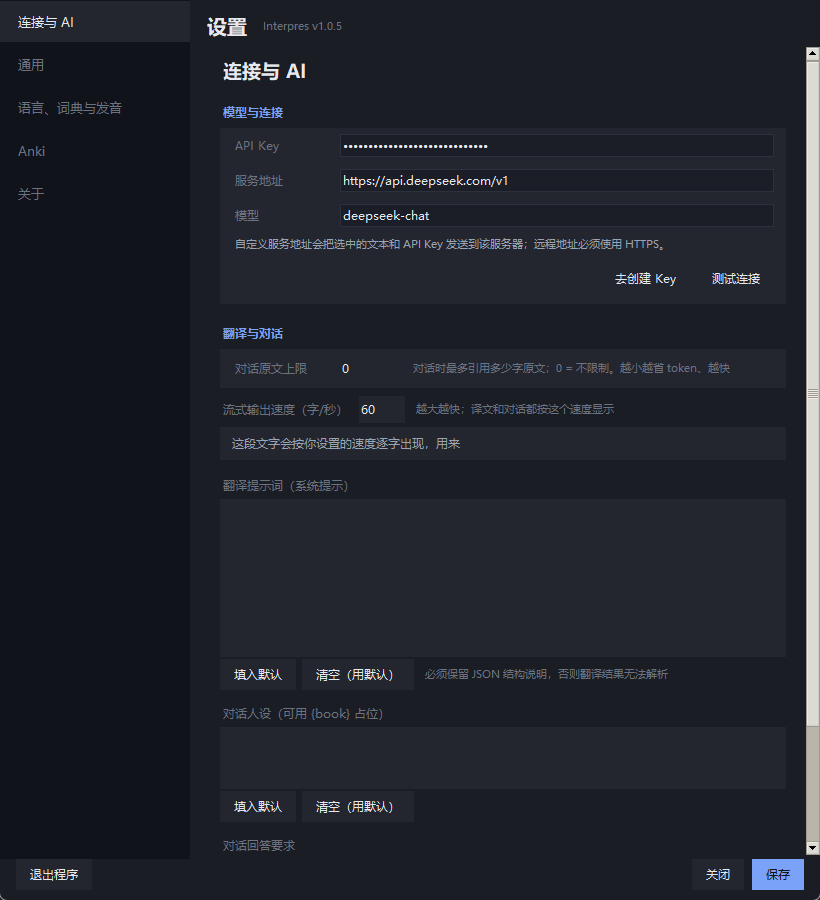 连接与 AI
通用
语言、词典与发音
Anki
关于
设置 Interpres v1.0.5
连接与 AI
模型与连接
API Key •••••••••••••••••••••••••••••
服务地址 https://api.deepseek.com/v1
模型 deepseek-chat
自定义服务地址会把选中的文本和 API Key 发送到该服务器；远程地址必须使用 HTTPS。
去创建 Key 测试连接
翻译与对话
对话原文上限 0 对话时最多引用多少字原文；0 = 不限制。越小越省 token、越快
流式输出速度（字/秒） 60 越大越快；译文和对话都按这个速度显示
这段文字会按你设置的速度逐字出现，用来
翻译提示词（系统提示）
填入默认 清空（用默认） 必须保留 JSON 结构说明，否则翻译结果无法解析
对话人设（可用 {book} 占位）
填入默认 清空（用默认）
对话回答要求
退出程序 关闭 保存